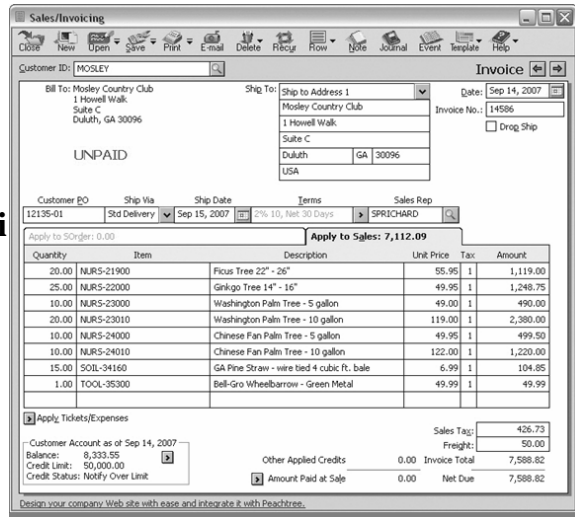 Sales/Invoicing
Close New Open Save Print E-mail Delete Recur Row Note Journal Event Template Help
Customer ID: MOSLEY Invoice
Bill To: Mosley Country Club
1 Howell Walk
Suite C
Duluth, GA 30096
UNPAID
Ship To: Ship to Address 1
Mosley Country Club
1 Howell Walk
Suite C
Duluth GA 30096
USA
Date: Sep 14, 2007
Invoice No.: 14586
Drop Ship
Customer PO Ship Via Ship Date Terms Sales Rep
12135-01 Std Delivery Sep 15, 2007 2% 10, Net 30 Days SPRICHARD
i
Apply to SOrder: 0.00 Apply to Sales: 7,112.09
Quantity Item Description Unit Price Tax Amount
20.00 NURS-21900 Ficus Tree 22" - 26" 55.95 1 1,119.00
25.00 NURS-22000 Ginkgo Tree 14" - 16" 49.95 1 1,248.75
10.00 NURS-23000 Washington Palm Tree - 5 gallon 49.00 1 490.00
20.00 NURS-23010 Washington Palm Tree - 10 gallon 119.00 1 2,380.00
10.00 NURS-24000 Chinese Fan Palm Tree - 5 gallon 49.95 1 499.50
10.00 NURS-24010 Chinese Fan Palm Tree - 10 gallon 122.00 1 1,220.00
15.00 SOIL-34160 GA Pine Straw - wire tied 4 cubic ft. bale 6.99 1 104.85
1.00 TOOL-35300 Bell-Gro Wheelbarrow - Green Metal 49.99 1 49.99
Apply Tickets/Expenses
Sales Tax: 426.73
Freight: 50.00
Customer Account as of Sep 14, 2007
Balance: 8,333.55
Credit Limit: 50,000.00
Credit Status: Notify Over Limit
Other Applied Credits 0.00 Invoice Total 7,588.82
Amount Paid at Sale 0.00 Net Due 7,588.82
Design your company Web site with ease and integrate it with Peachtree.